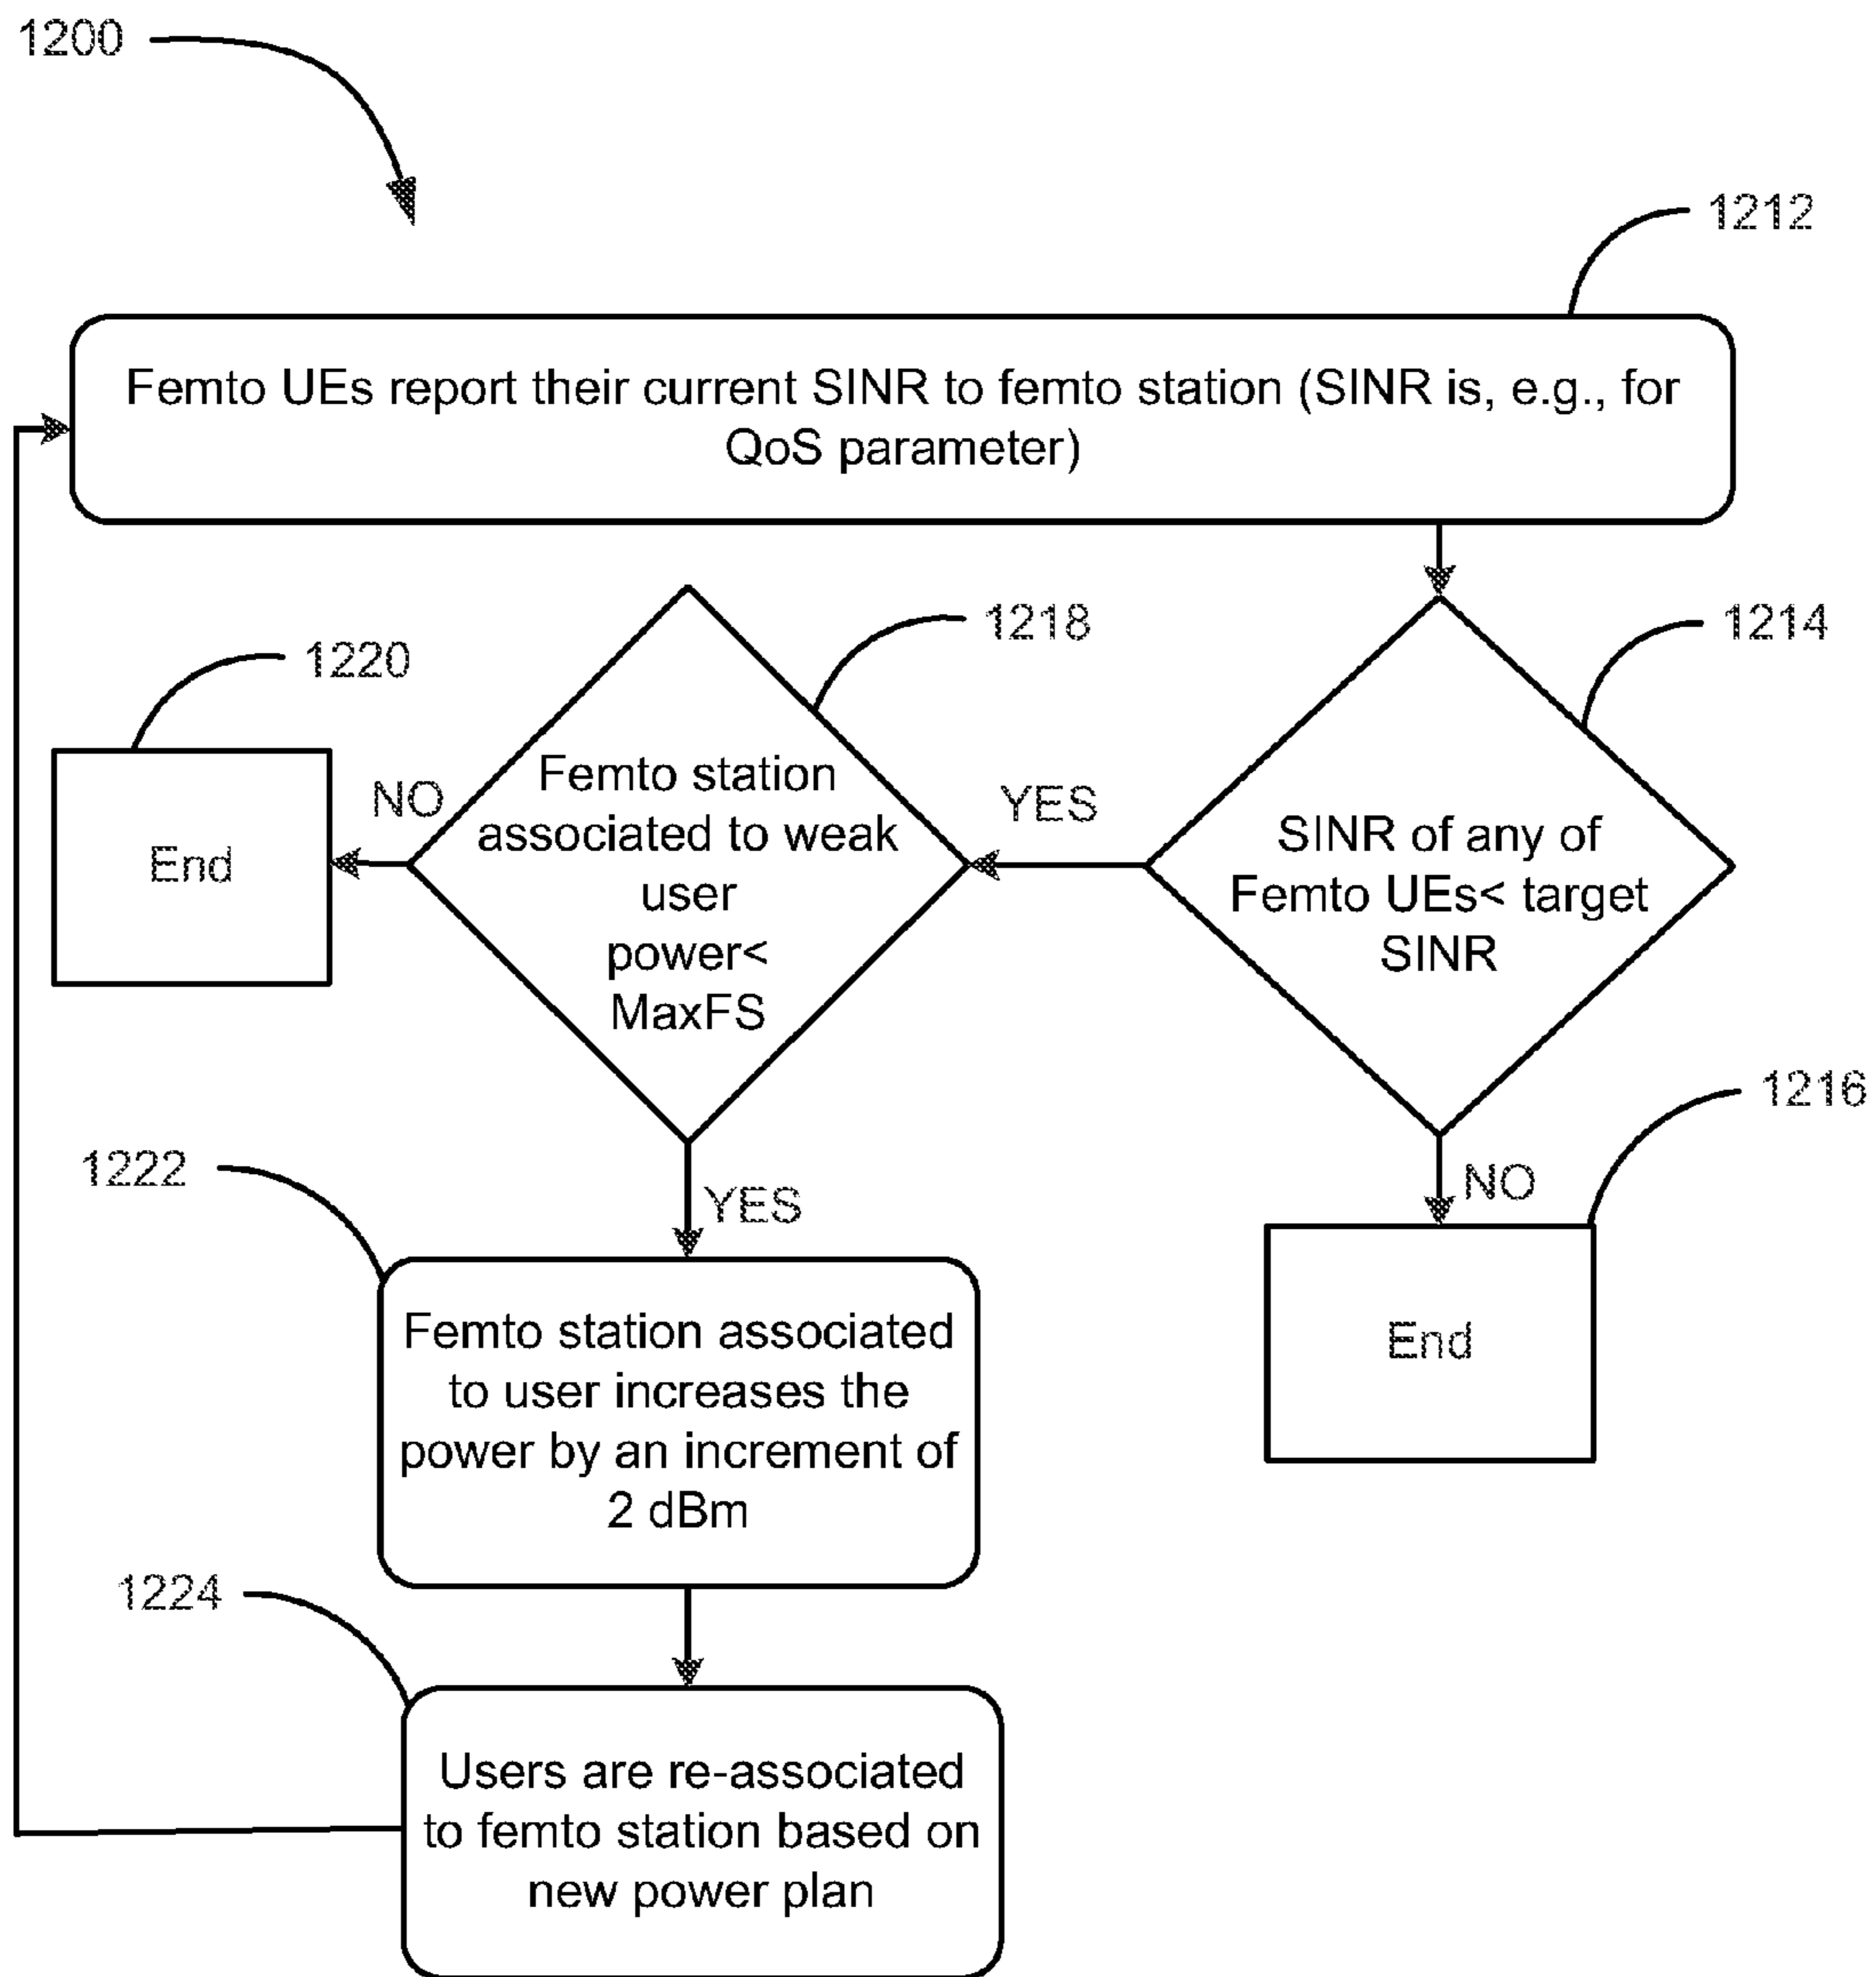 1200
1212
Femto UEs report their current SINR to femto station (SINR is, e.g., for
QoS parameter)
1218
1214
1220
Femto station
associated to weak
user
power<
MaxFS
NO
End
YES
SINR of any of
Femto UEs< target
SINR
1216
NO
End
1222
YES
Femto station associated
to user increases the
power by an increment of
2 dBm
1224
Users are re-associated
to femto station based on
new power plan